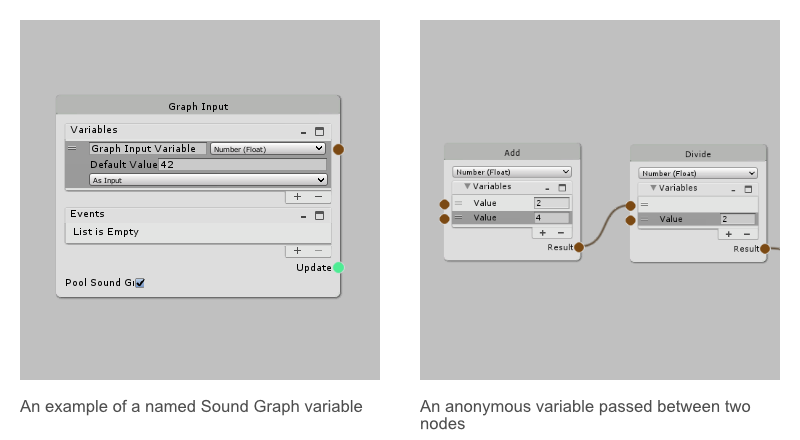 Graph Input
Variables
Graph Input Variable Number (Float)
Default Value 42
As Input
+ −
Events
List is Empty
+ −
Update
Pool Sound Gr
An example of a named Sound Graph variable
Add
Number (Float)
Variables
Value 2
Value 4
+ −
Result
Divide
Number (Float)
Variables
Value 2
+ −
Result
An anonymous variable passed between two
nodes